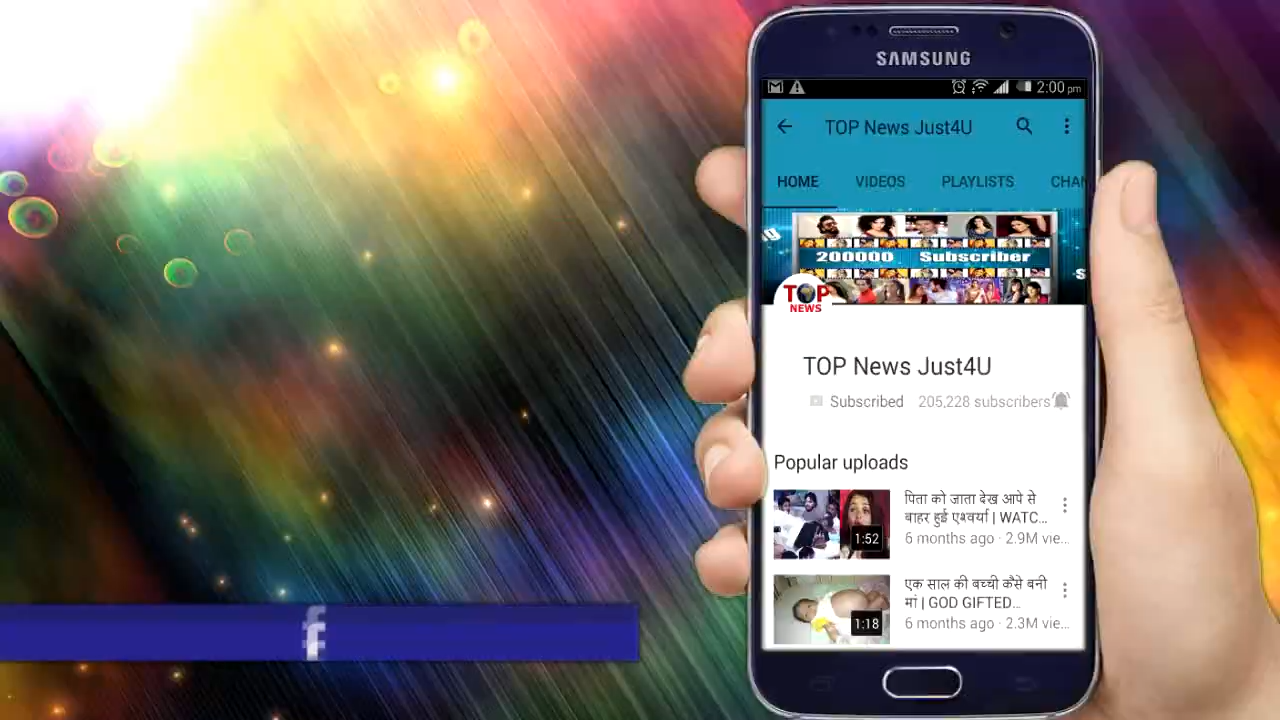 SAMSUNG
2:00 pm
TOP News Just4U
HOME VIDEOS PLAYLISTS CHAN
200000 Subscriber
TOP
NEWS
TOP News Just4U
Subscribed 205,228 subscribers
Popular uploads
पिता को जाता देख आपे से
बाहर हुई एश्वर्या | WATC...
1:52
6 months ago · 2.9M vie...
एक साल की बच्ची कैसे बनी
मां | GOD GIFTED...
1:18
6 months ago · 2.3M vie...
f